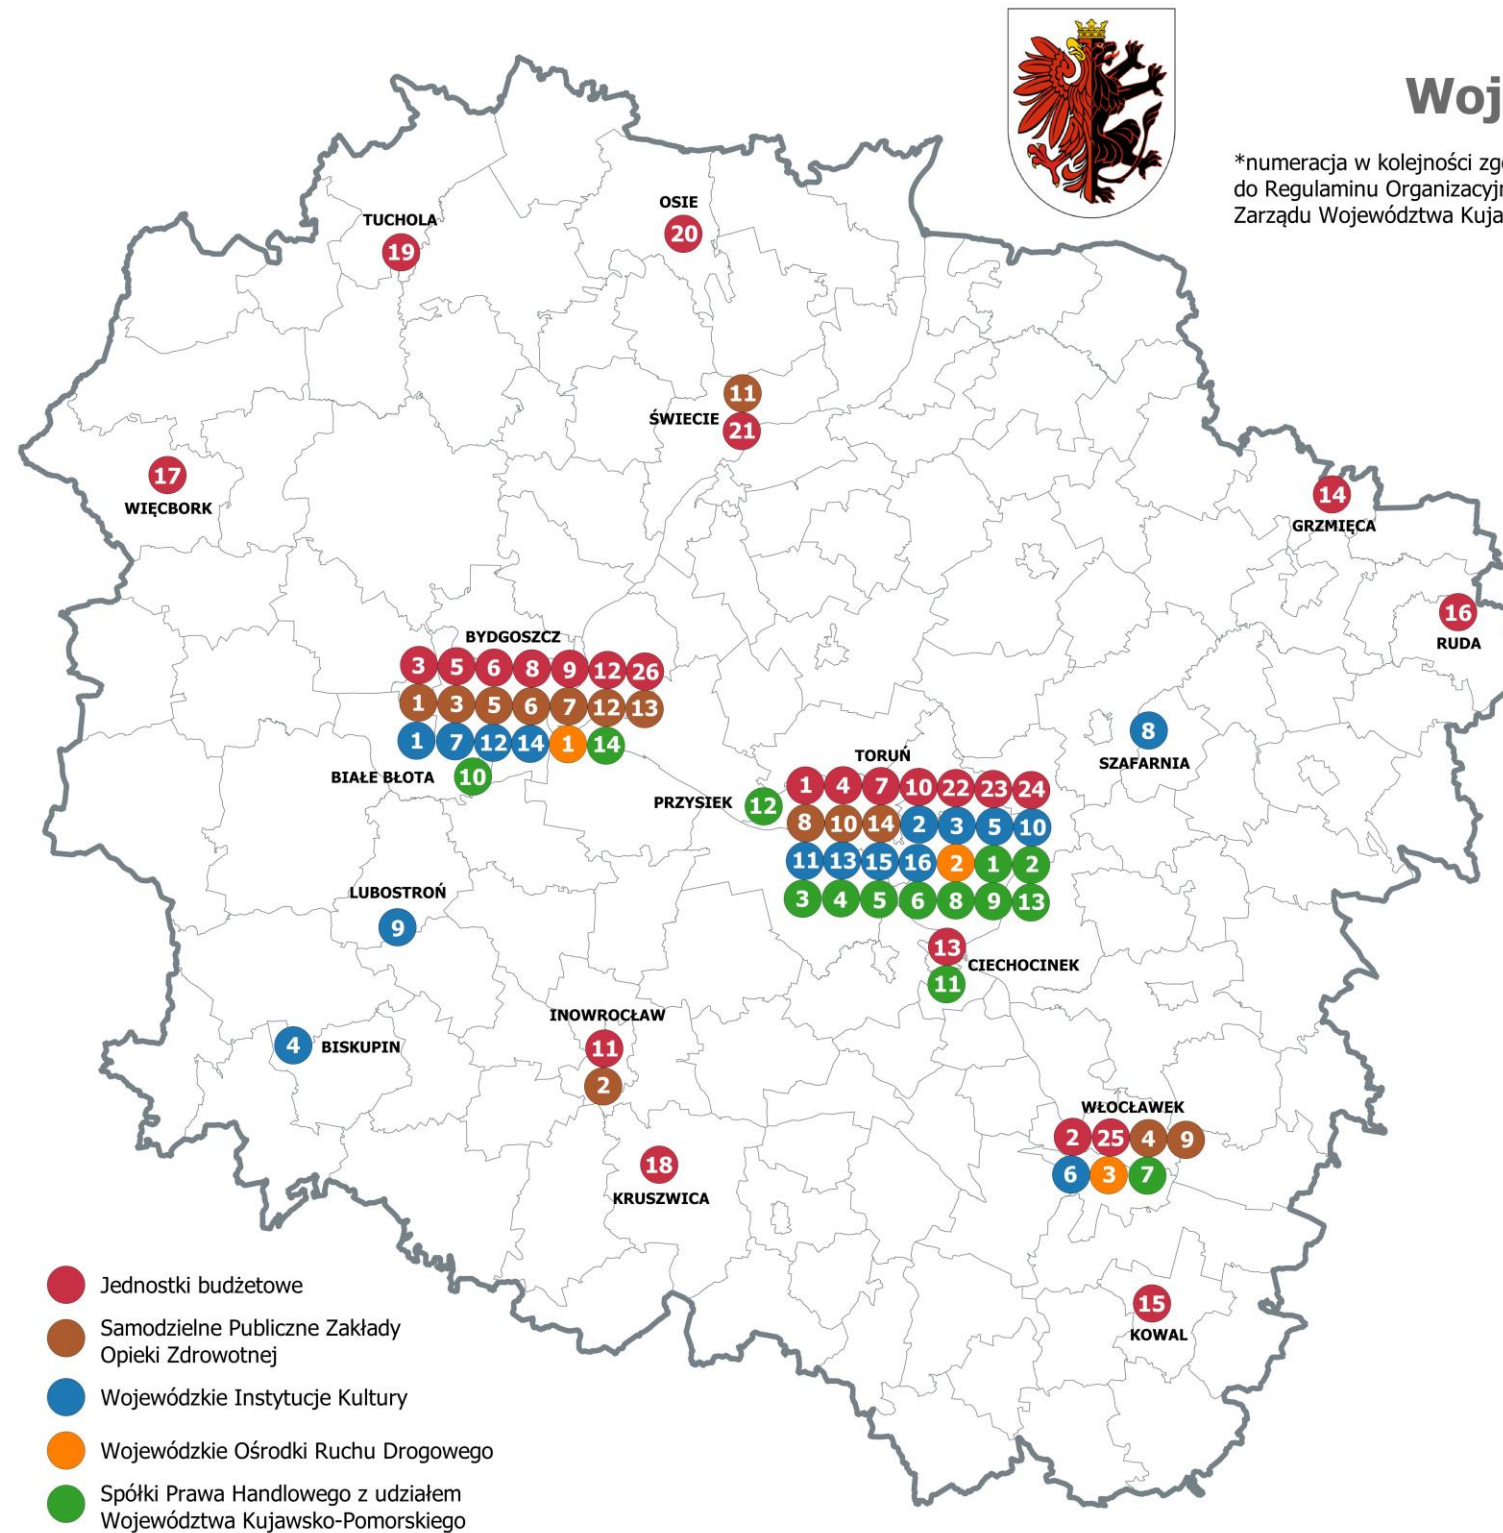 Woj
*numeracja w kolejności zgo
do Regulaminu Organizacyjn
Zarządu Województwa Kuja
OSIE
20
TUCHOLA
19
11
ŚWIECIE
21
17
WIĘCBORK
14
GRZMIĘCA
16
RUDA
BYDGOSZCZ
3 5 6 8 9 12 26
1 3 5 6 7 12 13
1 7 12 14 1 14
BIAŁE BŁOTA 10
8
SZAFARNIA
TORUŃ
PRZYSIEK 12
1 4 7 10 22 23 24
8 10 14 2 3 5 10
11 13 15 16 2 1 2
3 4 5 6 8 9 13
LUBOSTROŃ
9
13
CIECHOCINEK
11
INOWROCŁAW
11
2
4 BISKUPIN
WŁOCŁAWEK
2 25 4 9
6 3 7
18
KRUSZWICA
15
KOWAL
Jednostki budżetowe
Samodzielne Publiczne Zakłady
Opieki Zdrowotnej
Wojewódzkie Instytucje Kultury
Wojewódzkie Ośrodki Ruchu Drogowego
Spółki Prawa Handlowego z udziałem
Województwa Kujawsko-Pomorskiego